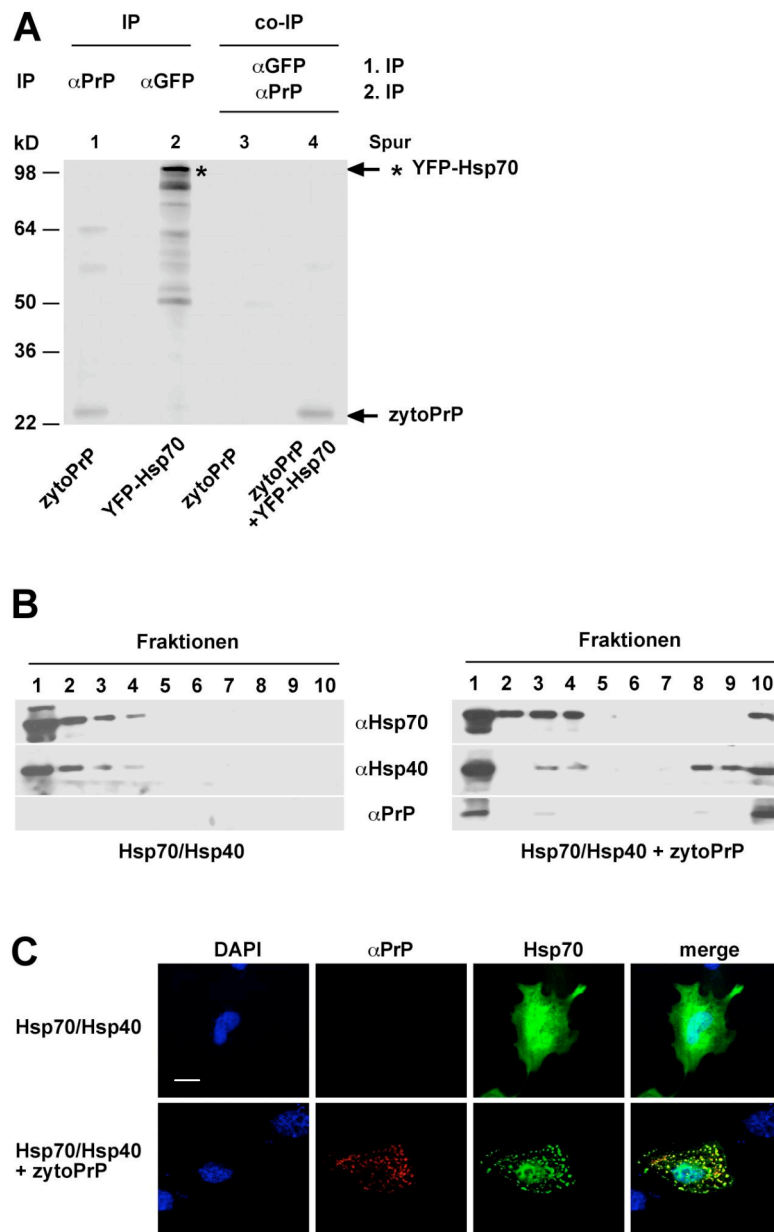 A
IP co-IP
IP αPrP αGFP αGFP 1. IP
αPrP 2. IP
kD 1 2 3 4 Spur
98 * * YFP-Hsp70
64
50
36
22 zytoPrP
zytoPrP YFP-Hsp70 zytoPrP zytoPrP
+YFP-Hsp70
B
Fraktionen Fraktionen
1 2 3 4 5 6 7 8 9 10 1 2 3 4 5 6 7 8 9 10
αHsp70
αHsp40
αPrP
Hsp70/Hsp40 Hsp70/Hsp40 + zytoPrP
C
DAPI αPrP Hsp70 merge
Hsp70/Hsp40
Hsp70/Hsp40
+ zytoPrP